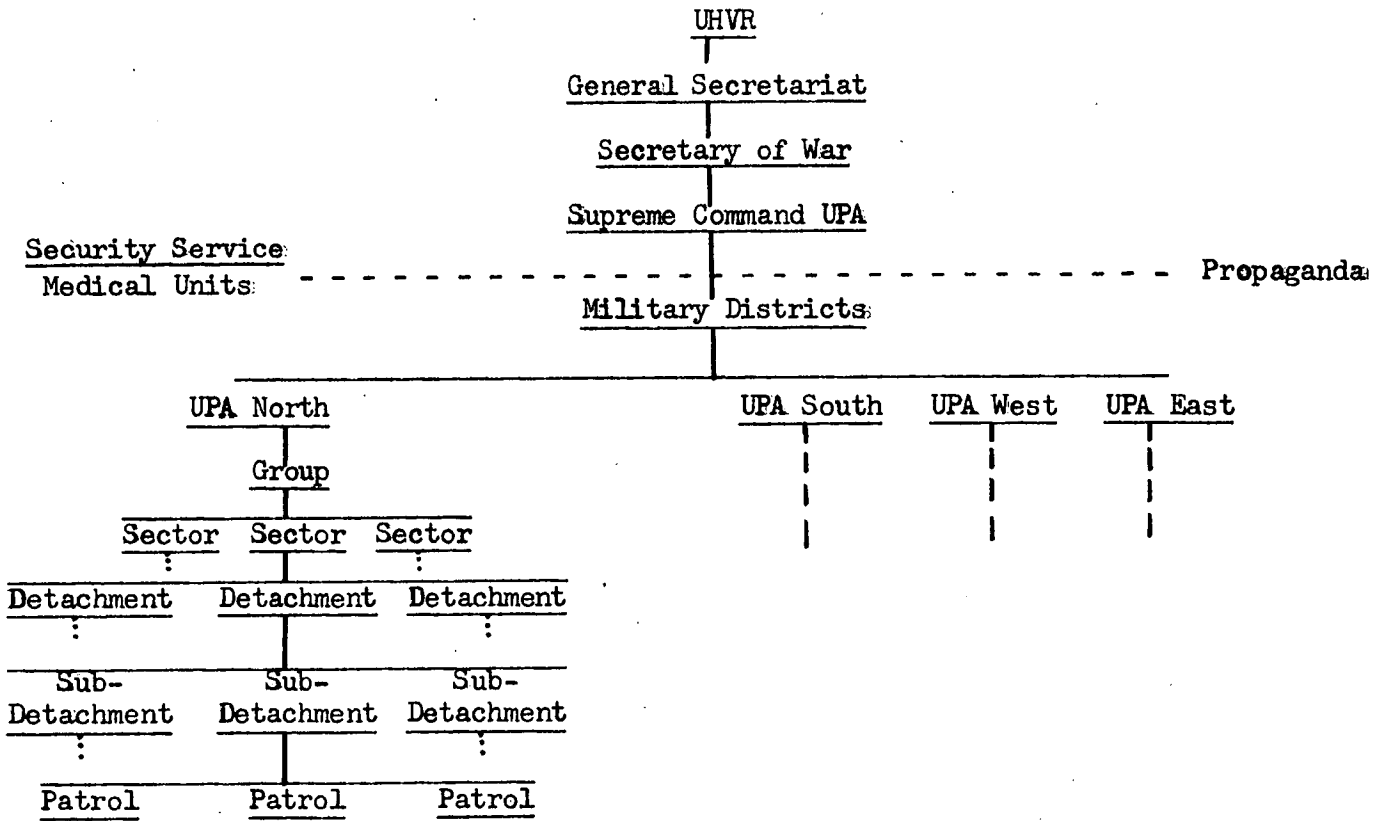 UHVR
General Secretariat
Secretary of War
Supreme Command UPA
Security Service
Medical Units
Propaganda
Military Districts
UPA North UPA South UPA West UPA East
Group
Sector Sector Sector
Detachment Detachment Detachment
Sub- Sub- Sub-
Detachment Detachment Detachment
Patrol Patrol Patrol